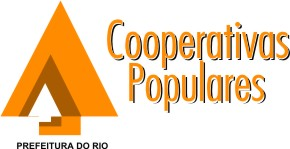 Cooperativas
Populares
PREFEITURA DO RIO